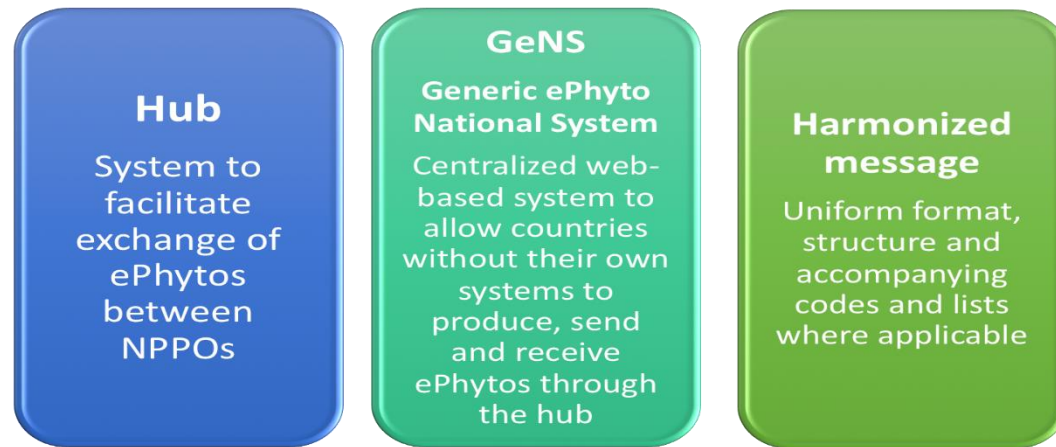 Hub
System to
facilitate
exchange of
ePhytos
between
NPPOs
GeNS
Generic ePhyto
National System
Centralized web-
based system to
allow countries
without their own
systems to
produce, send
and receive
ePhytos through
the hub
Harmonized
message
Uniform format,
structure and
accompanying
codes and lists
where applicable